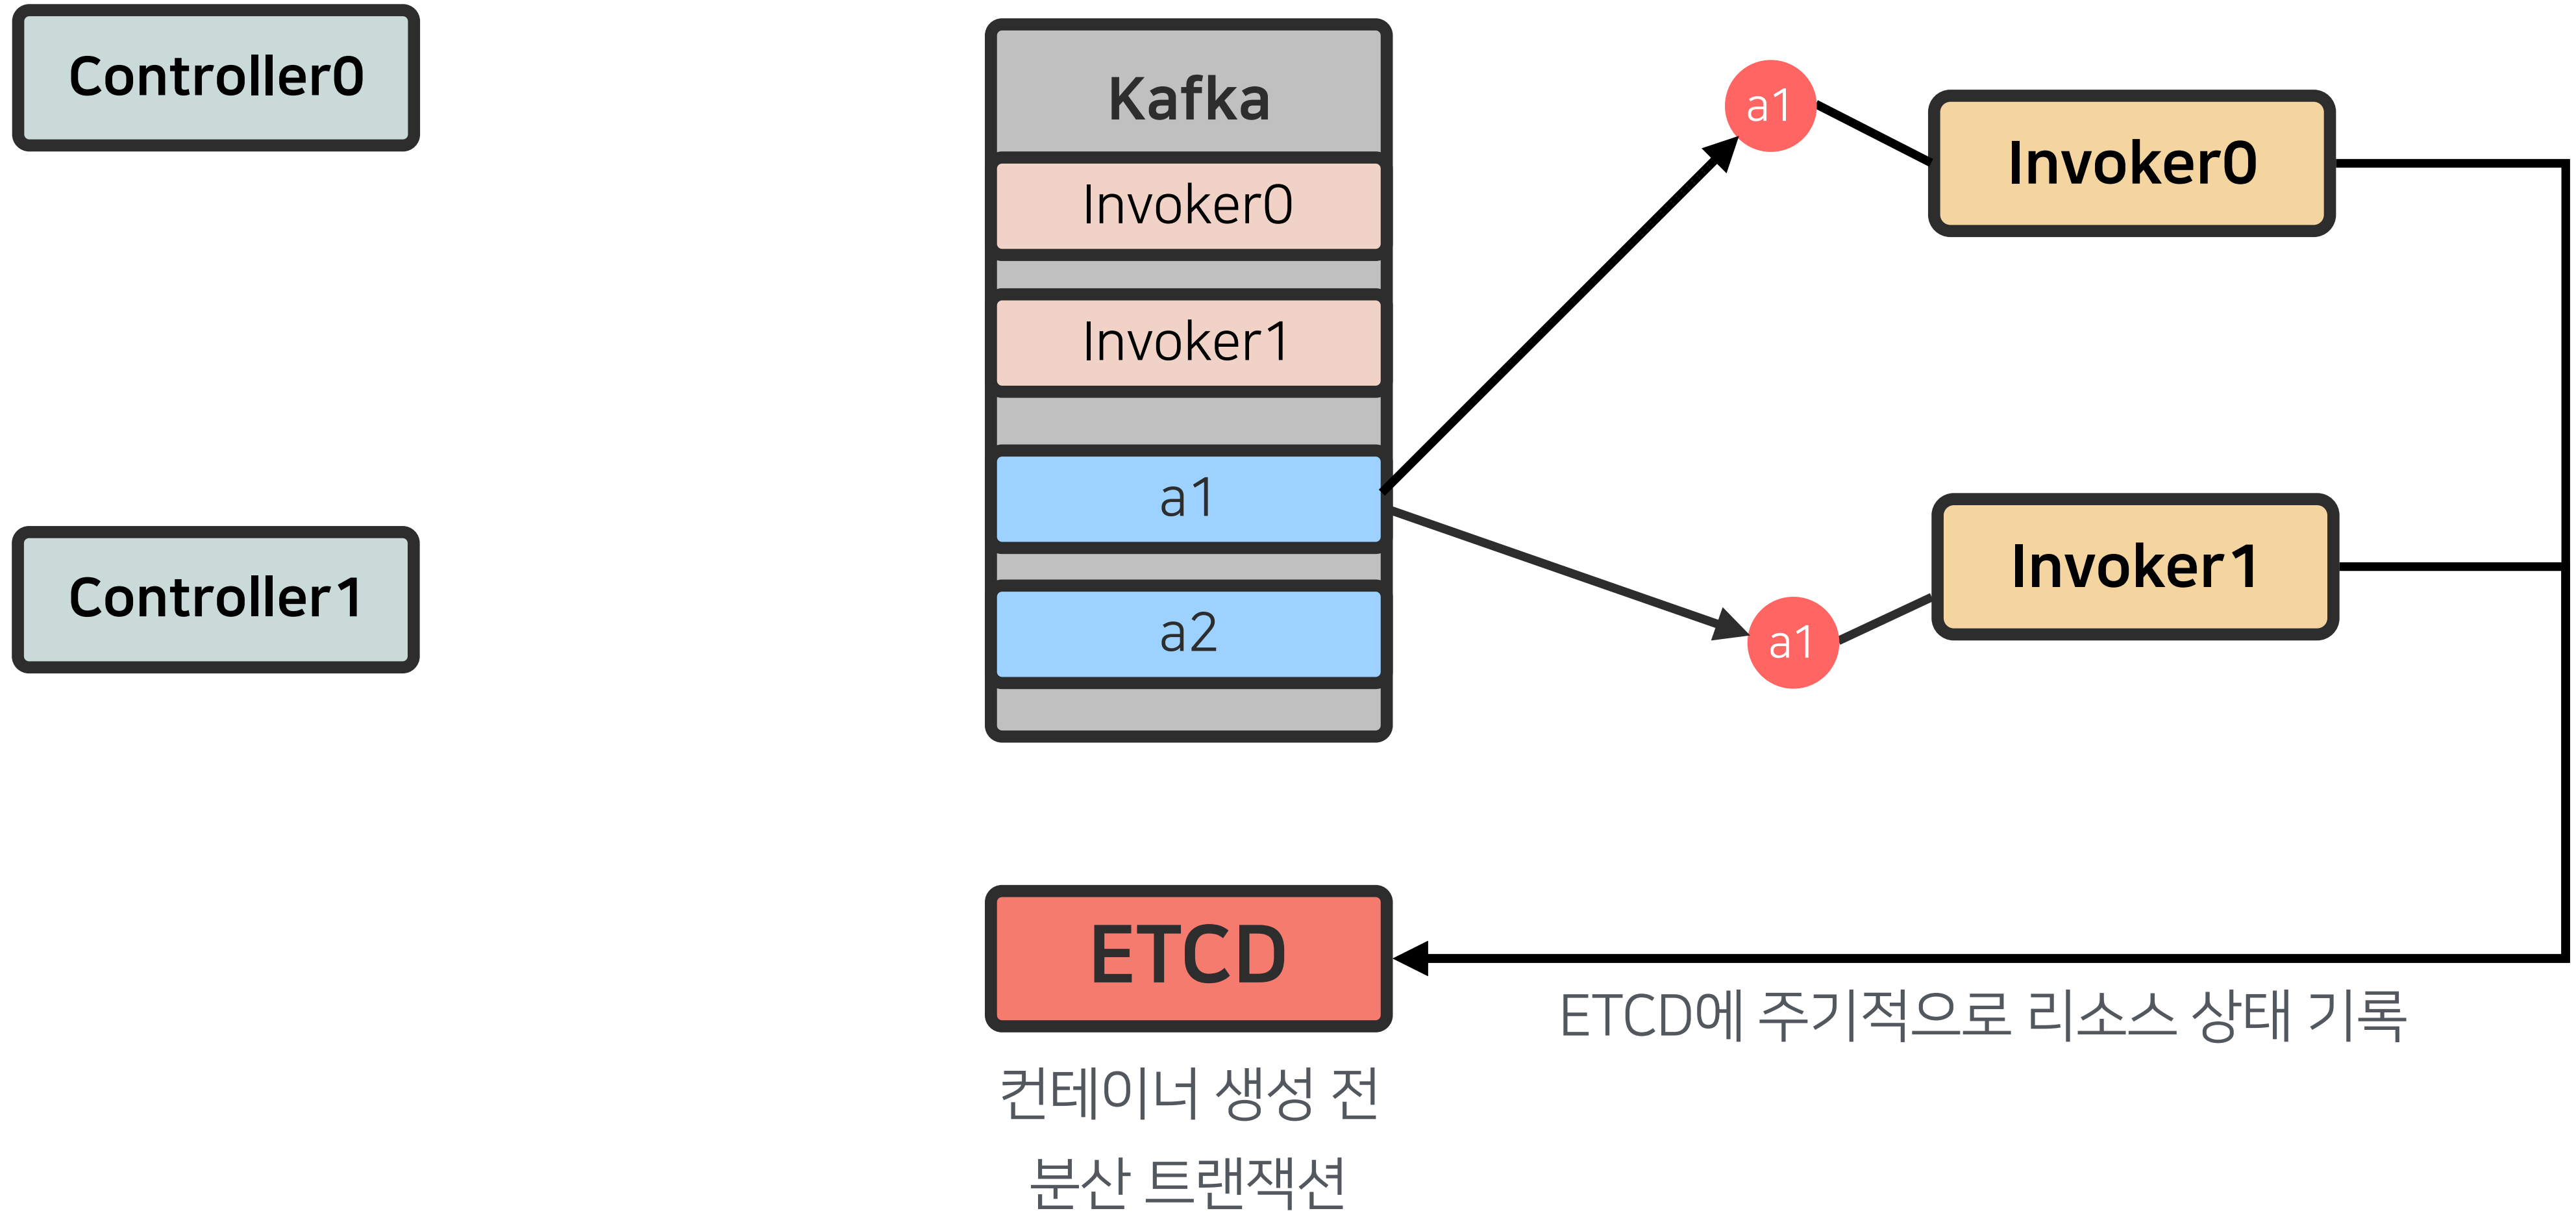 Controller0
Kafka
Invoker0
Invoker1
a1
a2
a1
Invoker0
Controller1
a1
Invoker1
ETCD
ETCD에 주기적으로 리소스 상태 기록
컨테이너 생성 전
분산 트랜잭션